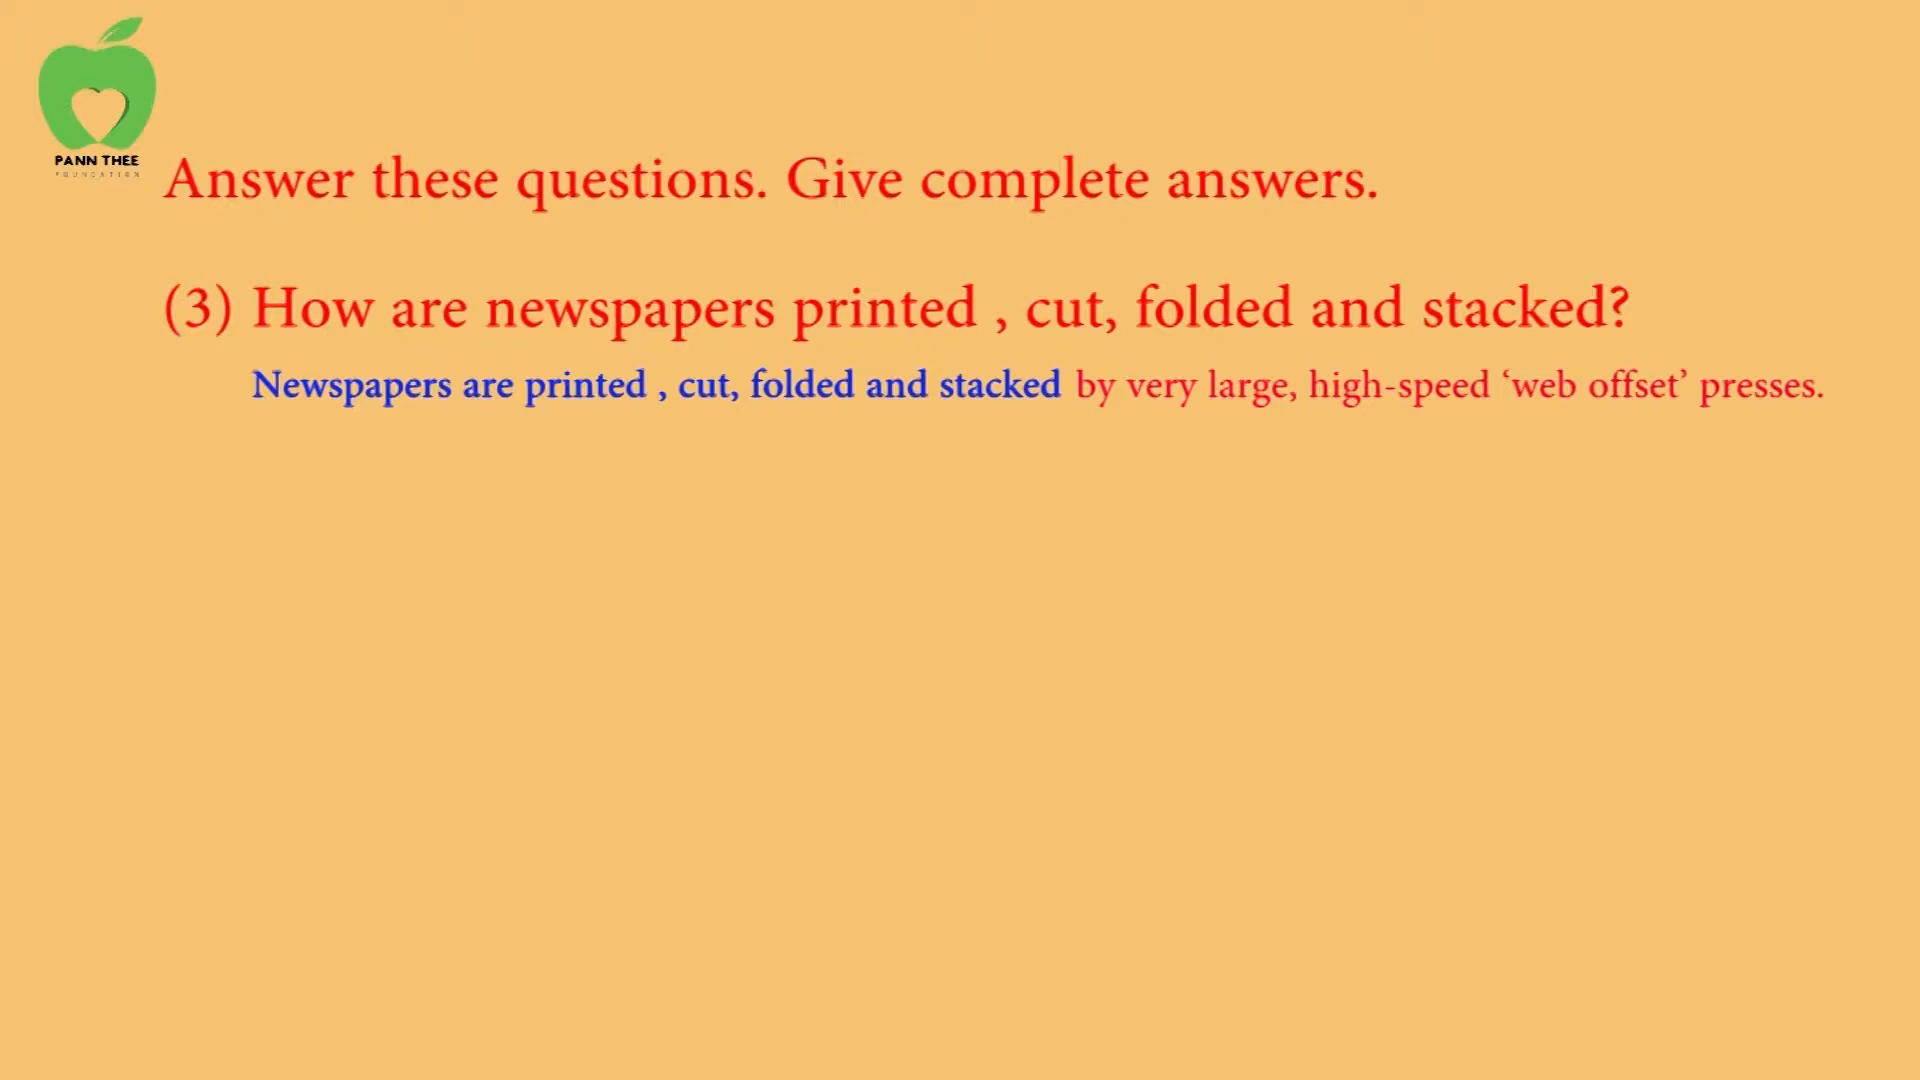 PANN THEE
FOUNDATION
Answer these questions. Give complete answers.
(3) How are newspapers printed , cut, folded and stacked?
Newspapers are printed , cut, folded and stacked by very large, high-speed ‘web offset’ presses.